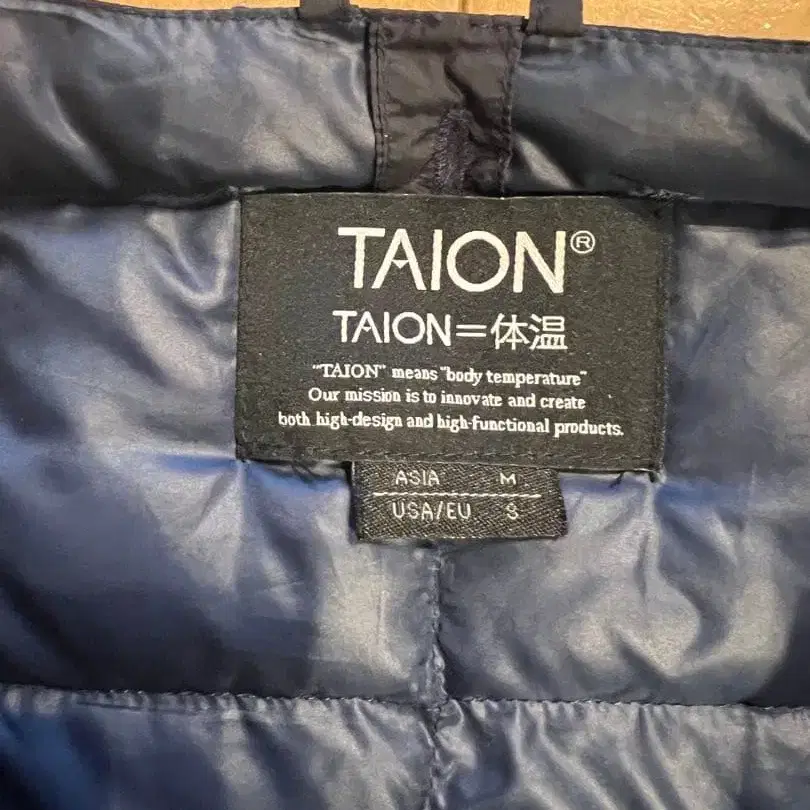 TAION®
TAION=体温
"TAION" means "body temperature"
Our mission is to innovate and create
both high-design and high-functional products.
ASIA M
USA/EU S